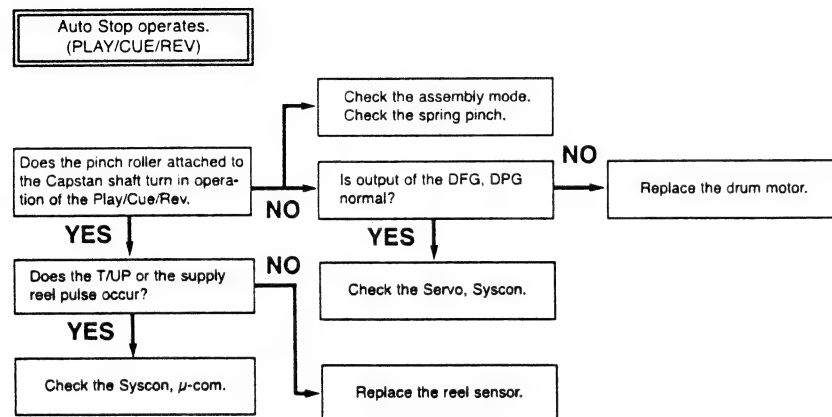 Auto Stop operates.
(PLAY/CUE/REV)
Check the assembly mode.
Check the spring pinch.
Does the pinch roller attached to
the Capstan shaft turn in opera-
tion of the Play/Cue/Rev.
NO
Is output of the DFG, DPG
normal?
NO
Replace the drum motor.
YES
YES
Does the T/UP or the supply
reel pulse occur?
NO
Check the Servo, Syscon.
YES
Check the Syscon, μ-com.
Replace the reel sensor.